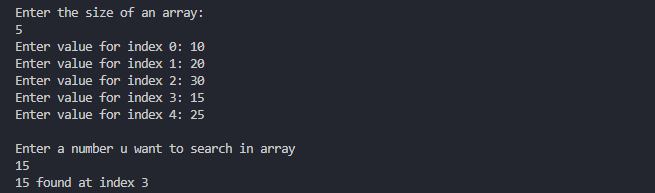 Enter the size of an array:
5
Enter value for index 0: 10
Enter value for index 1: 20
Enter value for index 2: 30
Enter value for index 3: 15
Enter value for index 4: 25
Enter a number u want to search in array
15
15 found at index 3